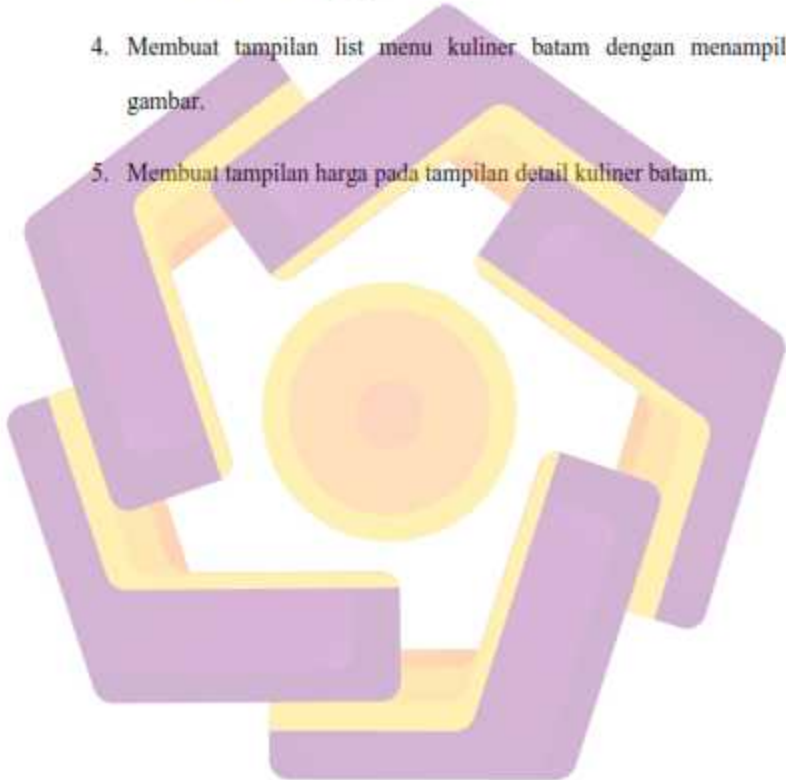 4. Membuat tampilan list menu kuliner batam dengan menampil
gambar.
5. Membuat tampilan harga pada tampilan detail kuliner batam.